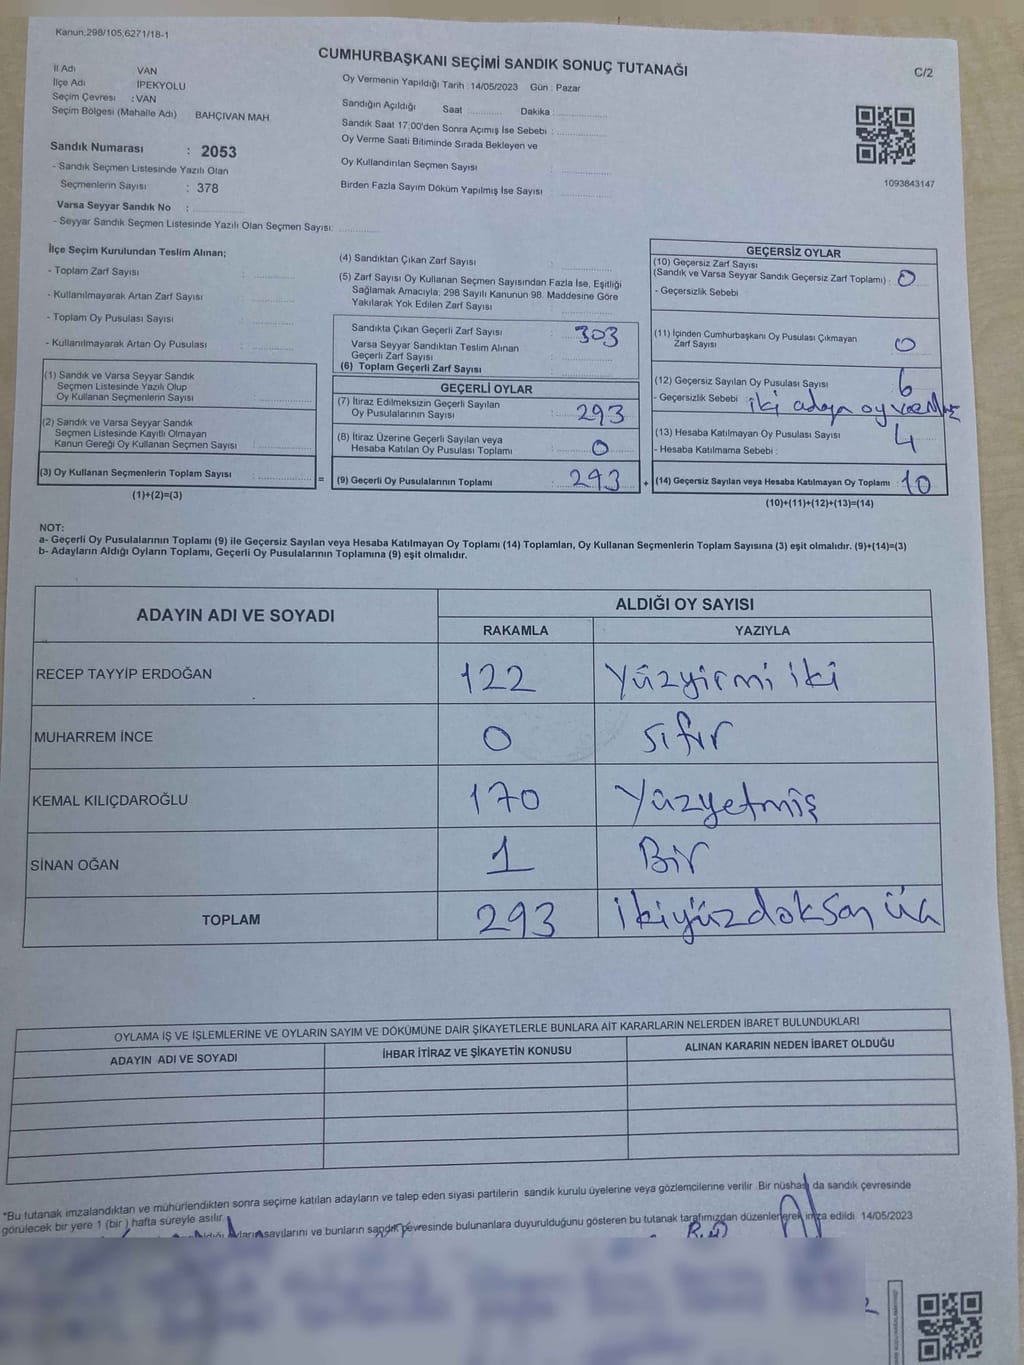 Kanun;298/105,6271/18-1
CUMHURBAŞKANI SEÇİMİ SANDIK SONUÇ TUTANAĞI
C/2
İl Adı VAN
İlçe Adı İPEKYOLU
Seçim Çevresi : VAN
Seçim Bölgesi (Mahalle Adı) BAHÇIVAN MAH.
Sandık Numarası : 2053
- Sandık Seçmen Listesinde Yazılı Olan
Seçmenlerin Sayısı : 378
Varsa Seyyar Sandık No :
- Seyyar Sandık Seçmen Listesinde Yazılı Olan Seçmen Sayısı:
Oy Vermenin Yapıldığı Tarih : 14/05/2023 Gün : Pazar
Sandığın Açıldığı Saat Dakika :
Sandık Saat 17:00'den Sonra Açımış İse Sebebi :
Oy Verme Saati Bitiminde Sırada Bekleyen ve
Oy Kullandırılan Seçmen Sayısı :
Birden Fazla Sayım Döküm Yapılmış İse Sayısı :
1093843147
İlçe Seçim Kurulundan Teslim Alınan;
- Toplam Zarf Sayısı :
- Kullanılmayarak Artan Zarf Sayısı :
- Toplam Oy Pusulası Sayısı :
- Kullanılmayarak Artan Oy Pusulası :
(1) Sandık ve Varsa Seyyar Sandık
Seçmen Listesinde Yazılı Olup
Oy Kullanan Seçmenlerin Sayısı :
(2) Sandık ve Varsa Seyyar Sandık
Seçmen Listesinde Kayıtlı Olmayan
Kanun Gereği Oy Kullanan Seçmen Sayısı :
(3) Oy Kullanan Seçmenlerin Toplam Sayısı : =
(1)+(2)=(3)
(4) Sandıktan Çıkan Zarf Sayısı :
(5) Zarf Sayısı Oy Kullanan Seçmen Sayısından Fazla İse, Eşitliği
Sağlamak Amacıyla; 298 Sayılı Kanunun 98. Maddesine Göre
Yakılarak Yok Edilen Zarf Sayısı :
Sandıkta Çıkan Geçerli Zarf Sayısı : 303
Varsa Seyyar Sandıktan Teslim Alınan
Geçerli Zarf Sayısı :
(6) Toplam Geçerli Zarf Sayısı :
GEÇERLİ OYLAR
(7) İtiraz Edilmeksizin Geçerli Sayılan
Oy Pusulalarının Sayısı : 293
(8) İtiraz Üzerine Geçerli Sayılan veya
Hesaba Katılan Oy Pusulası Toplamı : 0
(9) Geçerli Oy Pusulalarının Toplamı : 293 +
GEÇERSİZ OYLAR
(10) Geçersiz Zarf Sayısı
(Sandık ve Varsa Seyyar Sandık Geçersiz Zarf Toplamı) : 0
- Geçersizlik Sebebi
(11) İçinden Cumhurbaşkanı Oy Pusulası Çıkmayan
Zarf Sayısı : 0
(12) Geçersiz Sayılan Oy Pusulası Sayısı : 6
- Geçersizlik Sebebi : iki adaya oy
(13) Hesaba Katılmayan Oy Pusulası Sayısı : 4
- Hesaba Katılmama Sebebi :
(14) Geçersiz Sayılan veya Hesaba Katılmayan Oy Toplamı : 10
(10)+(11)+(12)+(13)=(14)
NOT:
a- Geçerli Oy Pusulalarının Toplamı (9) ile Geçersiz Sayılan veya Hesaba Katılmayan Oy Toplamı (14) Toplamları, Oy Kullanan Seçmenlerin Toplam Sayısına (3) eşit olmalıdır. (9)+(14)=(3)
b- Adayların Aldığı Oyların Toplamı, Geçerli Oy Pusulalarının Toplamına (9) eşit olmalıdır.
ADAYIN ADI VE SOYADI ALDIĞI OY SAYISI
RAKAMLA YAZIYLA
RECEP TAYYİP ERDOĞAN 122 Yüzyirmi iki
MUHARREM İNCE 0 sıfır
KEMAL KILIÇDAROĞLU 170 Yüzyetmiş
SİNAN OĞAN 1 Bir
TOPLAM 293 ikiyüzdoksan üç
OYLAMA İŞ VE İŞLEMLERİNE VE OYLARIN SAYIM VE DÖKÜMÜNE DAİR ŞİKAYETLERLE BUNLARA AİT KARARLARIN NELERDEN İBARET BULUNDUKLARI
ADAYIN ADI VE SOYADI İHBAR İTİRAZ VE ŞİKAYETİN KONUSU ALINAN KARARIN NEDEN İBARET OLDUĞU
*Bu tutanak imzalandıktan ve mühürlendikten sonra seçime katılan adayların ve talep eden siyasi partilerin sandık kurulu üyelerine veya gözlemcilerine verilir. Bir nüshası da sandık çevresinde
görülecek bir yere 1 (bir ) hafta süreyle asılır.
sayılarını ve bunların sandık çevresinde bulunanlara duyurulduğunu gösteren bu tutanak tarafımızdan düzenlenerek imza edildi. 14/05/2023